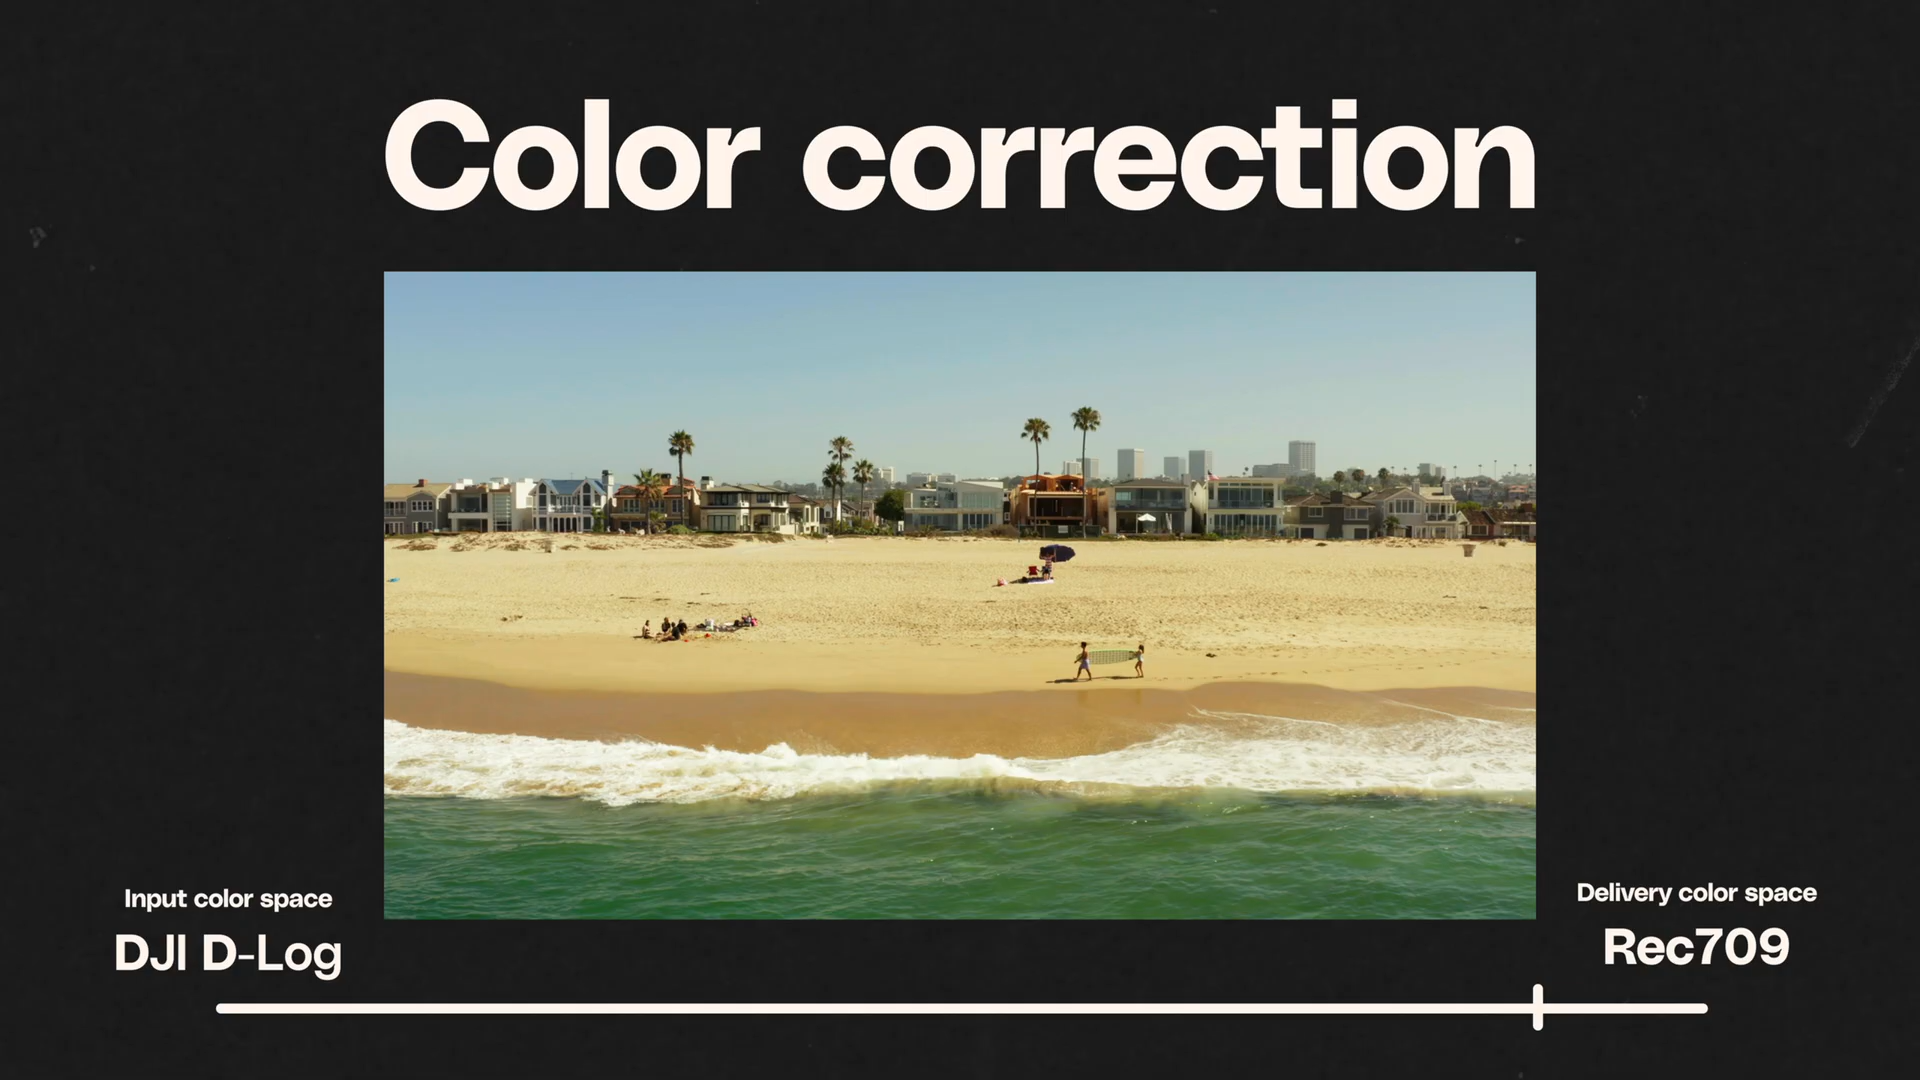 Color correction
Input color space
DJI D-Log
Delivery color space
Rec709